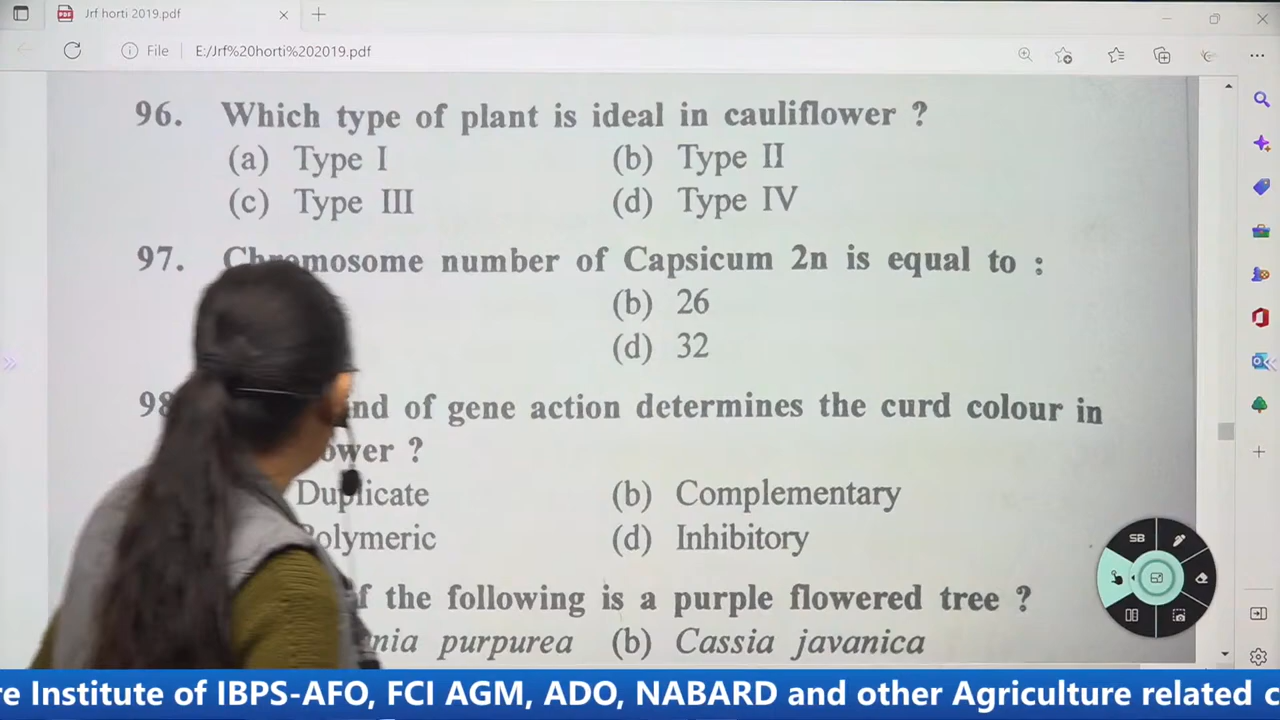 Jrf horti 2019.pdf
File E:/Jrf%20horti%202019.pdf
96. Which type of plant is ideal in cauliflower ?
(a) Type I (b) Type II
(c) Type III (d) Type IV
97. Chromosome number of Capsicum 2n is equal to :
(b) 26
(d) 32
98 nd of gene action determines the curd colour in
ower ?
Duplicate (b) Complementary
Polymeric (d) Inhibitory
f the following is a purple flowered tree ?
nia purpurea (b) Cassia javanica
SB
re Institute of IBPS-AFO, FCI AGM, ADO, NABARD and other Agriculture related c